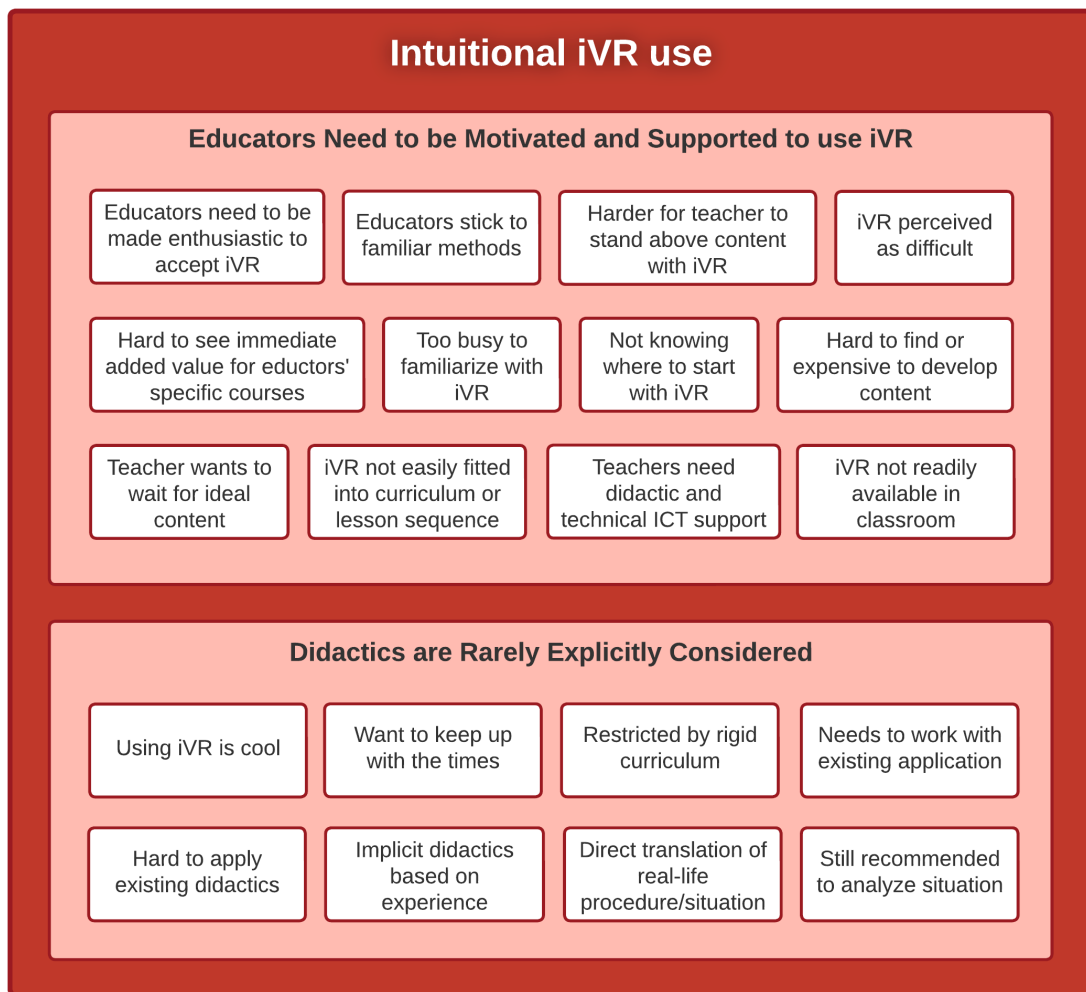 Intuitional iVR use
Educators Need to be Motivated and Supported to use iVR
Educators need to be
made enthusiastic to
accept iVR
Educators stick to
familiar methods
Harder for teacher to
stand above content
with iVR
iVR perceived
as difficult
Hard to see immediate
added value for eductors'
specific courses
Too busy to
familiarize with
iVR
Not knowing
where to start
with iVR
Hard to find or
expensive to develop
content
Teacher wants to
wait for ideal
content
iVR not easily fitted
into curriculum or
lesson sequence
Teachers need
didactic and
technical ICT support
iVR not readily
available in
classroom
Didactics are Rarely Explicitly Considered
Using iVR is cool
Want to keep up
with the times
Restricted by rigid
curriculum
Needs to work with
existing application
Hard to apply
existing didactics
Implicit didactics
based on
experience
Direct translation of
real-life
procedure/situation
Still recommended
to analyze situation